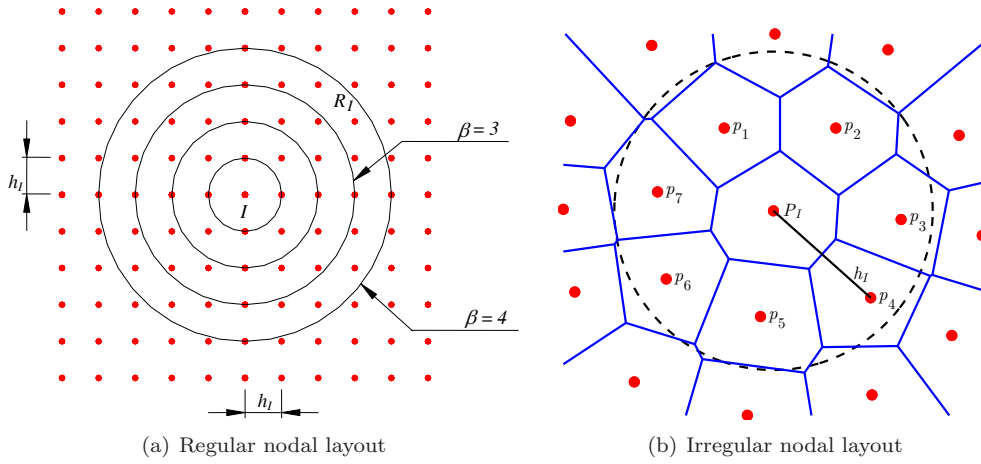 R_I
β=3
h_I
I
β=4
h_I
(a) Regular nodal layout
p_1
p_2
p_7
P_I
p_3
h_I
p_6
p_4
p_5
(b) Irregular nodal layout